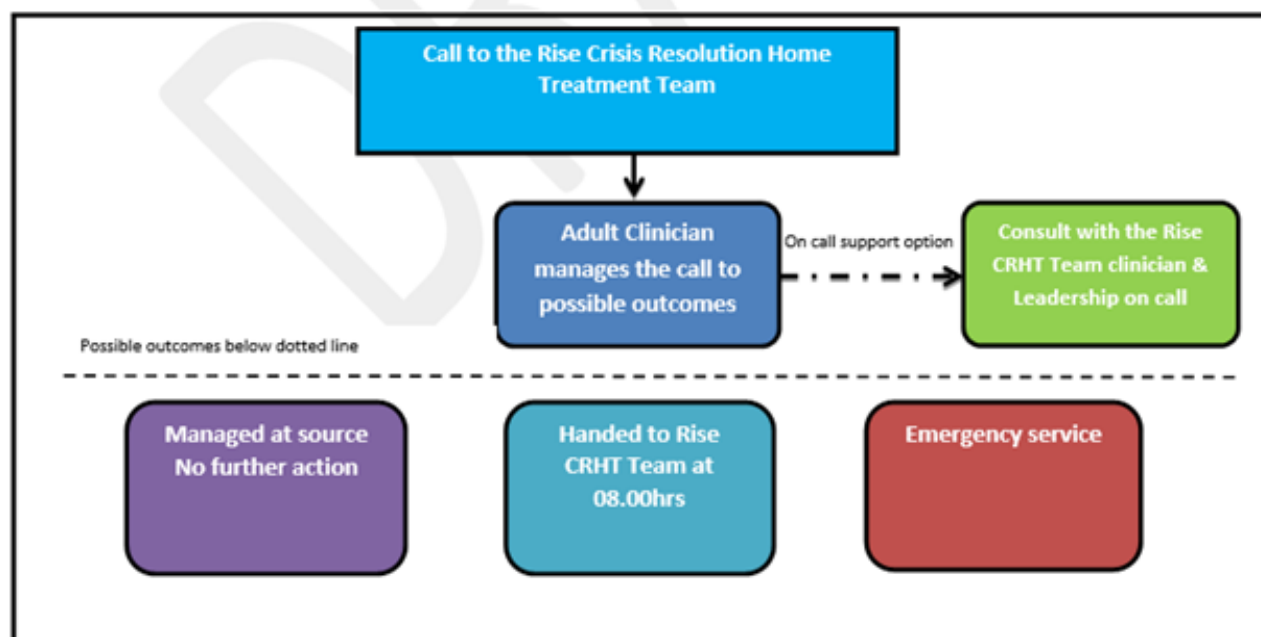 Call to the Rise Crisis Resolution Home
Treatment Team
Adult Clinician
manages the call to
possible outcomes
On call support option
Consult with the Rise
CRHT Team clinician &
Leadership on call
Possible outcomes below dotted line
Managed at source
No further action
Handed to Rise
CRHT Team at
08.00hrs
Emergency service